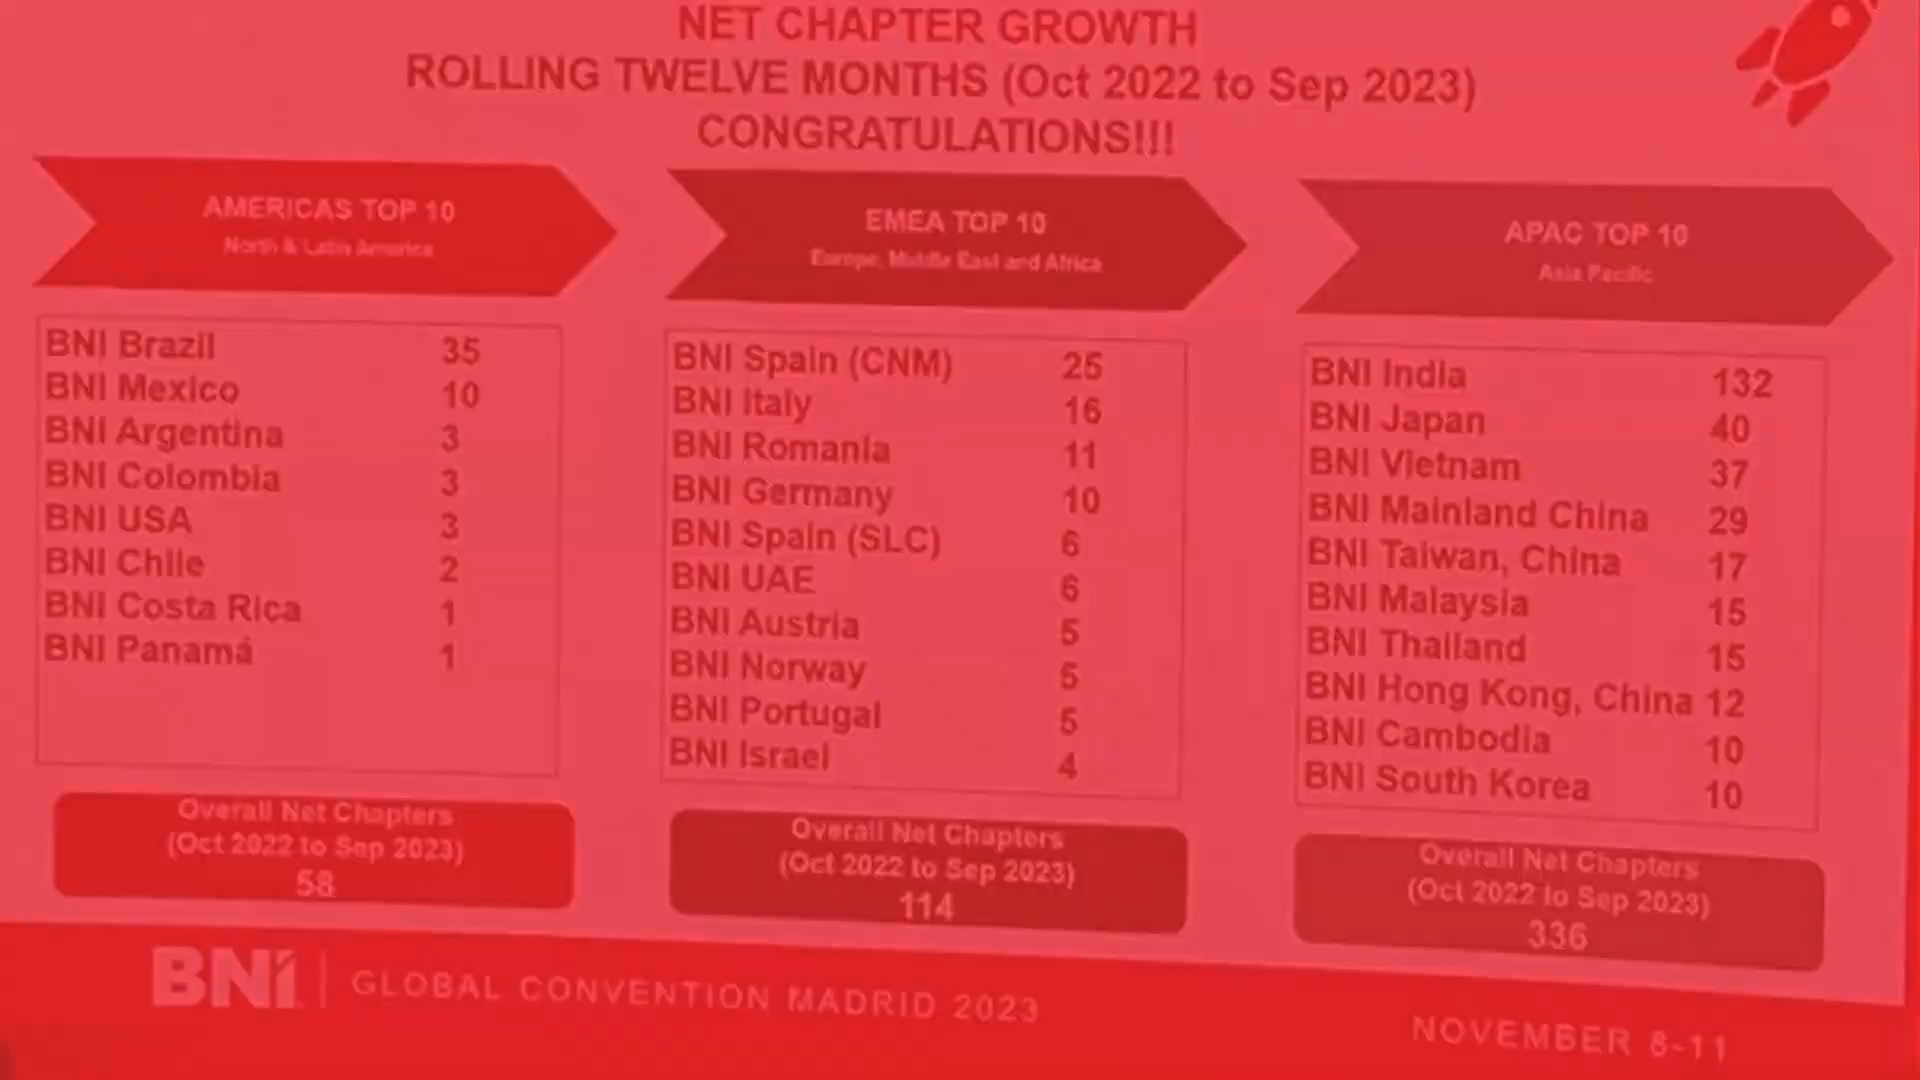 NET CHAPTER GROWTH
ROLLING TWELVE MONTHS (Oct 2022 to Sep 2023)
CONGRATULATIONS!!!
AMERICAS TOP 10
North & Latin America
BNI Brazil 35
BNI Mexico 10
BNI Argentina 3
BNI Colombia 3
BNI USA 3
BNI Chile 2
BNI Costa Rica 1
BNI Panamá 1
Overall Net Chapters
(Oct 2022 to Sep 2023)
58
EMEA TOP 10
Europe, Middle East and Africa
BNI Spain (CNM) 25
BNI Italy 16
BNI Romania 11
BNI Germany 10
BNI Spain (SLC) 6
BNI UAE 6
BNI Austria 5
BNI Norway 5
BNI Portugal 5
BNI Israel 4
Overall Net Chapters
(Oct 2022 to Sep 2023)
114
APAC TOP 10
Asia Pacific
BNI India 132
BNI Japan 40
BNI Vietnam 37
BNI Mainland China 29
BNI Taiwan, China 17
BNI Malaysia 15
BNI Thailand 15
BNI Hong Kong, China 12
BNI Cambodia 10
BNI South Korea 10
Overall Net Chapters
(Oct 2022 to Sep 2023)
336
BNI | GLOBAL CONVENTION MADRID 2023
NOVEMBER 8-11